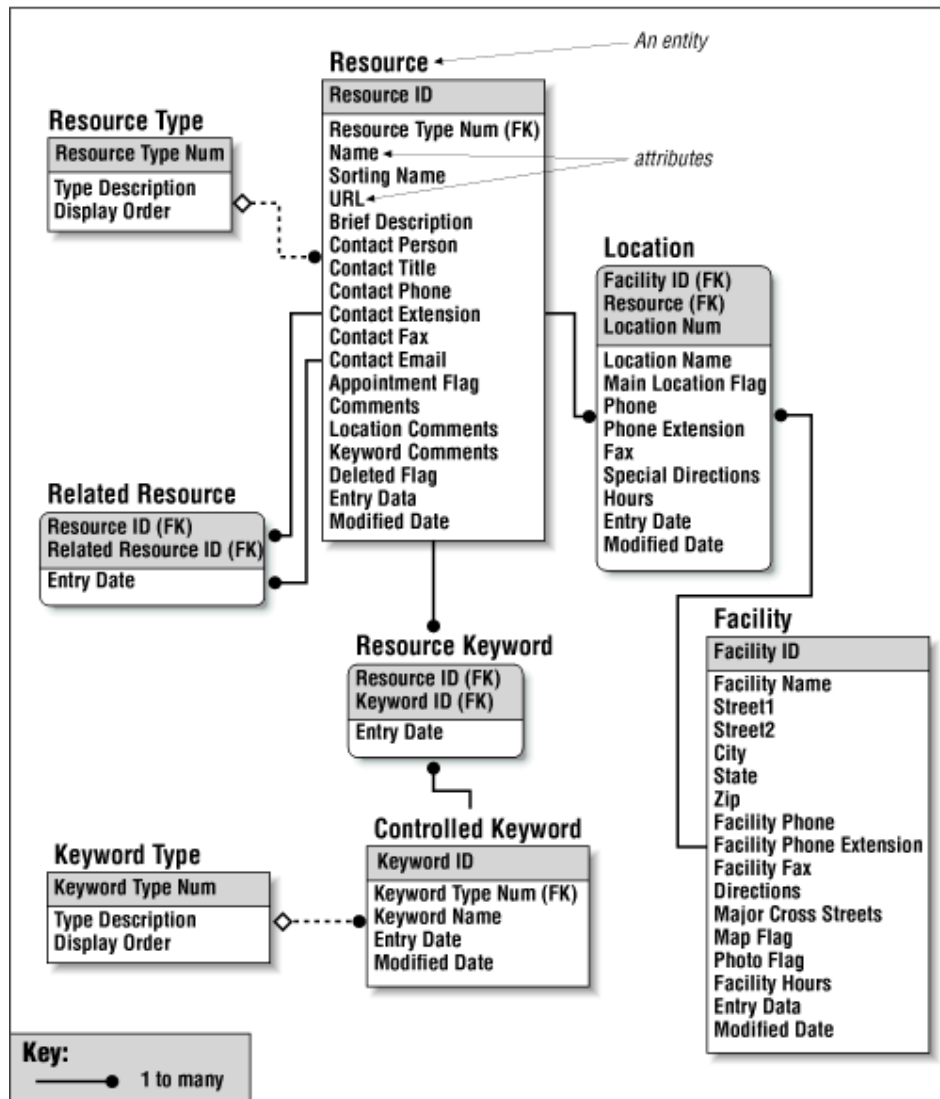 An entity
Resource
Resource ID
Resource Type Num (FK)
Name
Sorting Name
URL
Brief Description
Contact Person
Contact Title
Contact Phone
Contact Extension
Contact Fax
Contact Email
Appointment Flag
Comments
Location Comments
Keyword Comments
Deleted Flag
Entry Data
Modified Date
attributes
Resource Type
Resource Type Num
Type Description
Display Order
Location
Facility ID (FK)
Resource (FK)
Location Num
Location Name
Main Location Flag
Phone
Phone Extension
Fax
Special Directions
Hours
Entry Date
Modified Date
Related Resource
Resource ID (FK)
Related Resource ID (FK)
Entry Date
Resource Keyword
Resource ID (FK)
Keyword ID (FK)
Entry Date
Facility
Facility ID
Facility Name
Street1
Street2
City
State
Zip
Facility Phone
Facility Phone Extension
Facility Fax
Directions
Major Cross Streets
Map Flag
Photo Flag
Facility Hours
Entry Data
Modified Date
Controlled Keyword
Keyword ID
Keyword Type Num (FK)
Keyword Name
Entry Date
Modified Date
Keyword Type
Keyword Type Num
Type Description
Display Order
Key:
1 to many